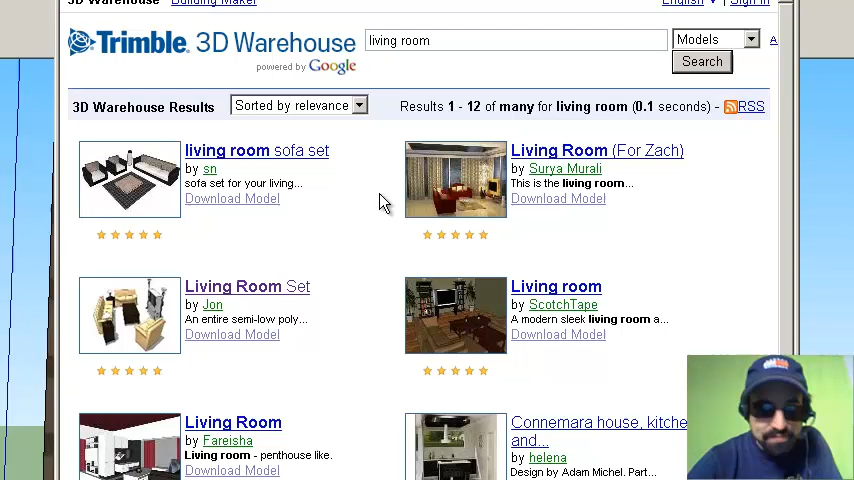 3D Warehouse Building Maker English ▼ | Sign in
Trimble. 3D Warehouse
powered by Google
living room
Models
A
Search
3D Warehouse Results Sorted by relevance Results 1 - 12 of many for living room (0.1 seconds) - RSS
living room sofa set
by sn
sofa set for your living...
Download Model
Living Room (For Zach)
by Surya Murali
This is the living room...
Download Model
Living Room Set
by Jon
An entire semi-low poly...
Download Model
Living room
by ScotchTape
A modern sleek living room a...
Download Model
Living Room
by Fareisha
Living room - penthouse like.
Download Model
Connemara house, kitche
and...
by helena
Design by Adam Michel. Part...